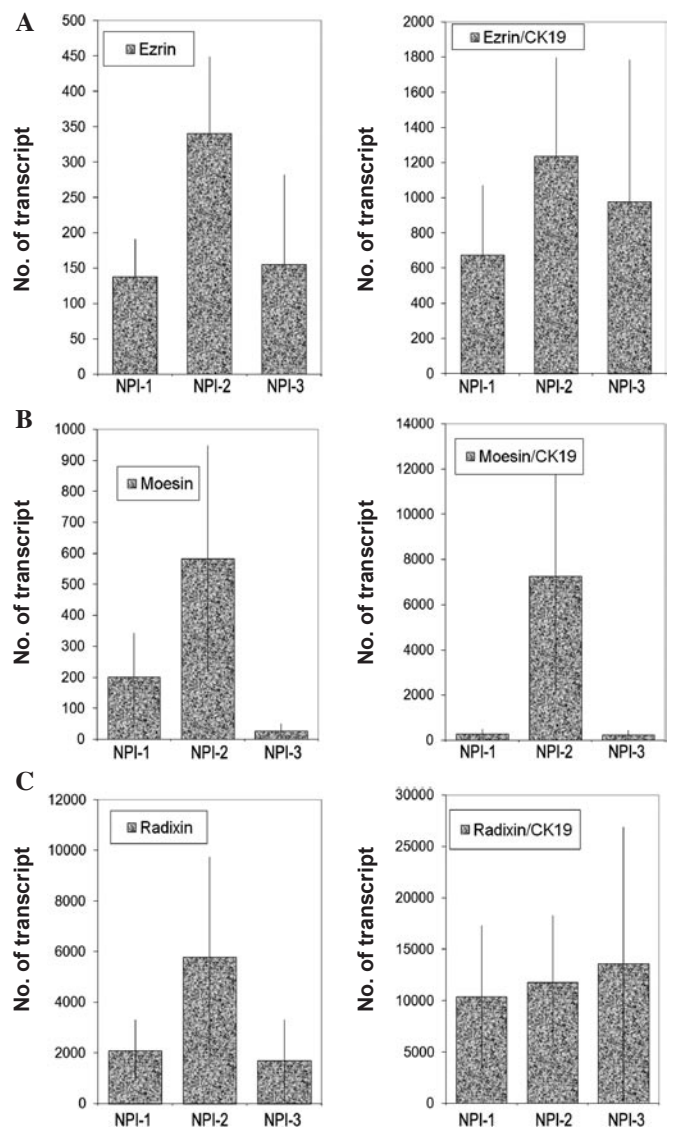 A
No. of transcript
500
450
400
350
300
250
200
150
100
50
0
Ezrin
NPI-1 NPI-2 NPI-3
No. of transcript
2000
1800
1600
1400
1200
1000
800
600
400
200
0
Ezrin/CK19
NPI-1 NPI-2 NPI-3
B
No. of transcript
1000
900
800
700
600
500
400
300
200
100
0
Moesin
NPI-1 NPI-2 NPI-3
No. of transcript
14000
12000
10000
8000
6000
4000
2000
0
Moesin/CK19
NPI-1 NPI-2 NPI-3
C
No. of transcript
12000
10000
8000
6000
4000
2000
0
Radixin
NPI-1 NPI-2 NPI-3
No. of transcript
30000
25000
20000
15000
10000
5000
0
Radixin/CK19
NPI-1 NPI-2 NPI-3